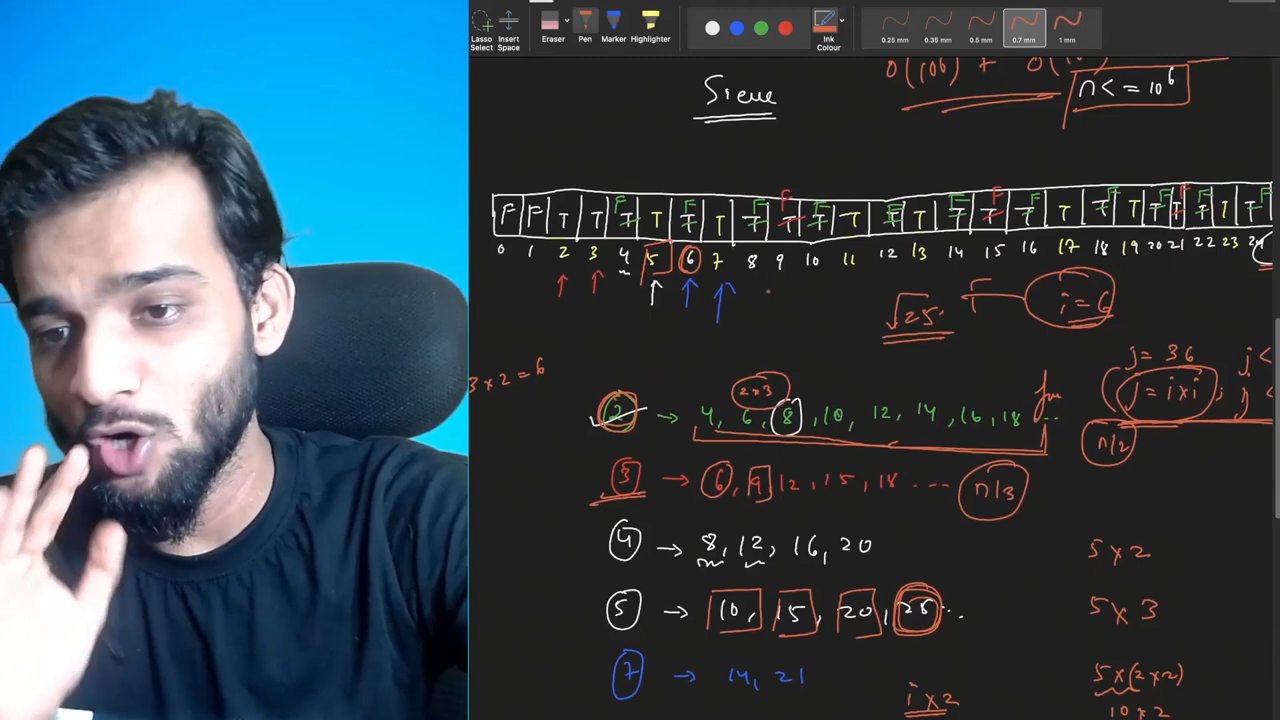 Lasso Select
Insert Space
Eraser
Pen
Marker
Highlighter
Ink Colour
0.25 mm
0.35 mm
0.5 mm
0.7 mm
1 mm
Sieve
n <= 10^6
F F T T F T T F T T F T F T F T T T F T T F T F T T F T F T T F T T F T F T F T T F T
0 1 2 3 4 5 6 7 8 9 10 11 12 13 14 15 16 17 18 19 20 21 22 23 24
√25
i = 6
3 x 2 = 6
2 x 3
j = 36
j <
2 → 4, 6, 8, 10, 12, 14, 16, 18 ...
j = i x i ; j
n/2
3 → 6, 9 12, 15, 18 ... n/3
4 → 8, 12, 16, 20
5 x 2
5 → 10, 15, 20, 25 ..
5 x 3
7 → 14, 21
5 x (2 x 2)
i x 2
10 x 2